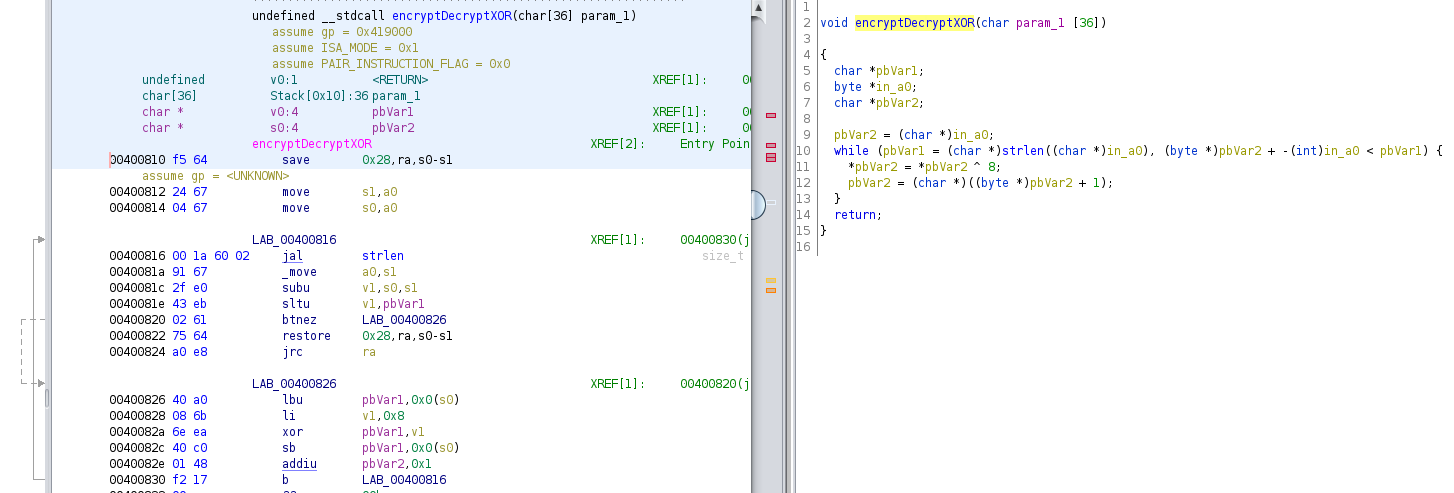 undefined __stdcall encryptDecryptXOR(char[36] param_1)
assume gp = 0x419000
assume ISA_MODE = 0x1
assume PAIR_INSTRUCTION_FLAG = 0x0
undefined v0:1 <RETURN> XREF[1]:
char[36] Stack[0x10]:36 param_1
char * v0:4 pbVar1 XREF[1]:
char * s0:4 pbVar2 XREF[1]:
encryptDecryptXOR XREF[2]: Entry Poin
00400810 f5 64 save 0x28,ra,s0-s1
assume gp = <UNKNOWN>
00400812 24 67 move s1,a0
00400814 04 67 move s0,a0
LAB_00400816 XREF[1]: 00400830(j
00400816 00 1a 60 02 jal strlen size_t
0040081a 91 67 _move a0,s1
0040081c 2f e0 subu v1,s0,s1
0040081e 43 eb sltu v1,pbVar1
00400820 02 61 btnez LAB_00400826
00400822 75 64 restore 0x28,ra,s0-s1
00400824 a0 e8 jrc ra
LAB_00400826 XREF[1]: 00400820(j
00400826 40 a0 lbu pbVar1,0x0(s0)
00400828 08 6b li v1,0x8
0040082a 6e ea xor pbVar1,v1
0040082c 40 c0 sb pbVar1,0x0(s0)
0040082e 01 48 addiu pbVar2,0x1
00400830 f2 17 b LAB_00400816
1
2 void encryptDecryptXOR(char param_1 [36])
3
4 {
5 char *pbVar1;
6 byte *in_a0;
7 char *pbVar2;
8
9 pbVar2 = (char *)in_a0;
10 while (pbVar1 = (char *)strlen((char *)in_a0), (byte *)pbVar2 + -(int)in_a0 < pbVar1) {
11 *pbVar2 = *pbVar2 ^ 8;
12 pbVar2 = (char *)((byte *)pbVar2 + 1);
13 }
14 return;
15 }
16